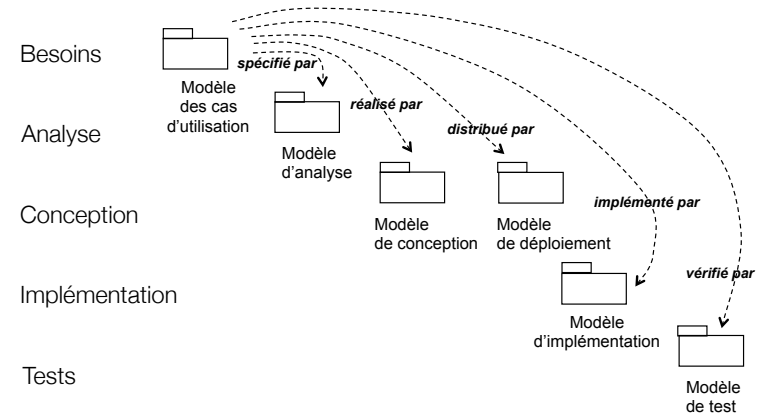 Besoins
spécifié par
Modèle
des cas
d'utilisation
réalisé par
distribué par
Analyse
Modèle
d'analyse
implémenté par
Conception
Modèle
de conception
Modèle
de déploiement
vérifié par
Implémentation
Modèle
d'implémentation
Tests
Modèle
de test